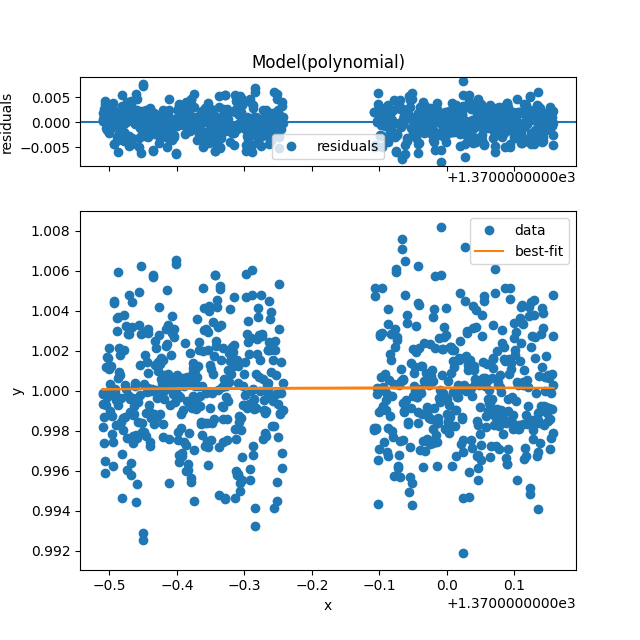 Model(polynomial)
residuals
0.005
0.000
−0.005
residuals
+1.3700000000e3
y
1.008
1.006
1.004
1.002
1.000
0.998
0.996
0.994
0.992
data
best-fit
−0.5
−0.4
−0.3
−0.2
−0.1
0.0
0.1
x
+1.3700000000e3